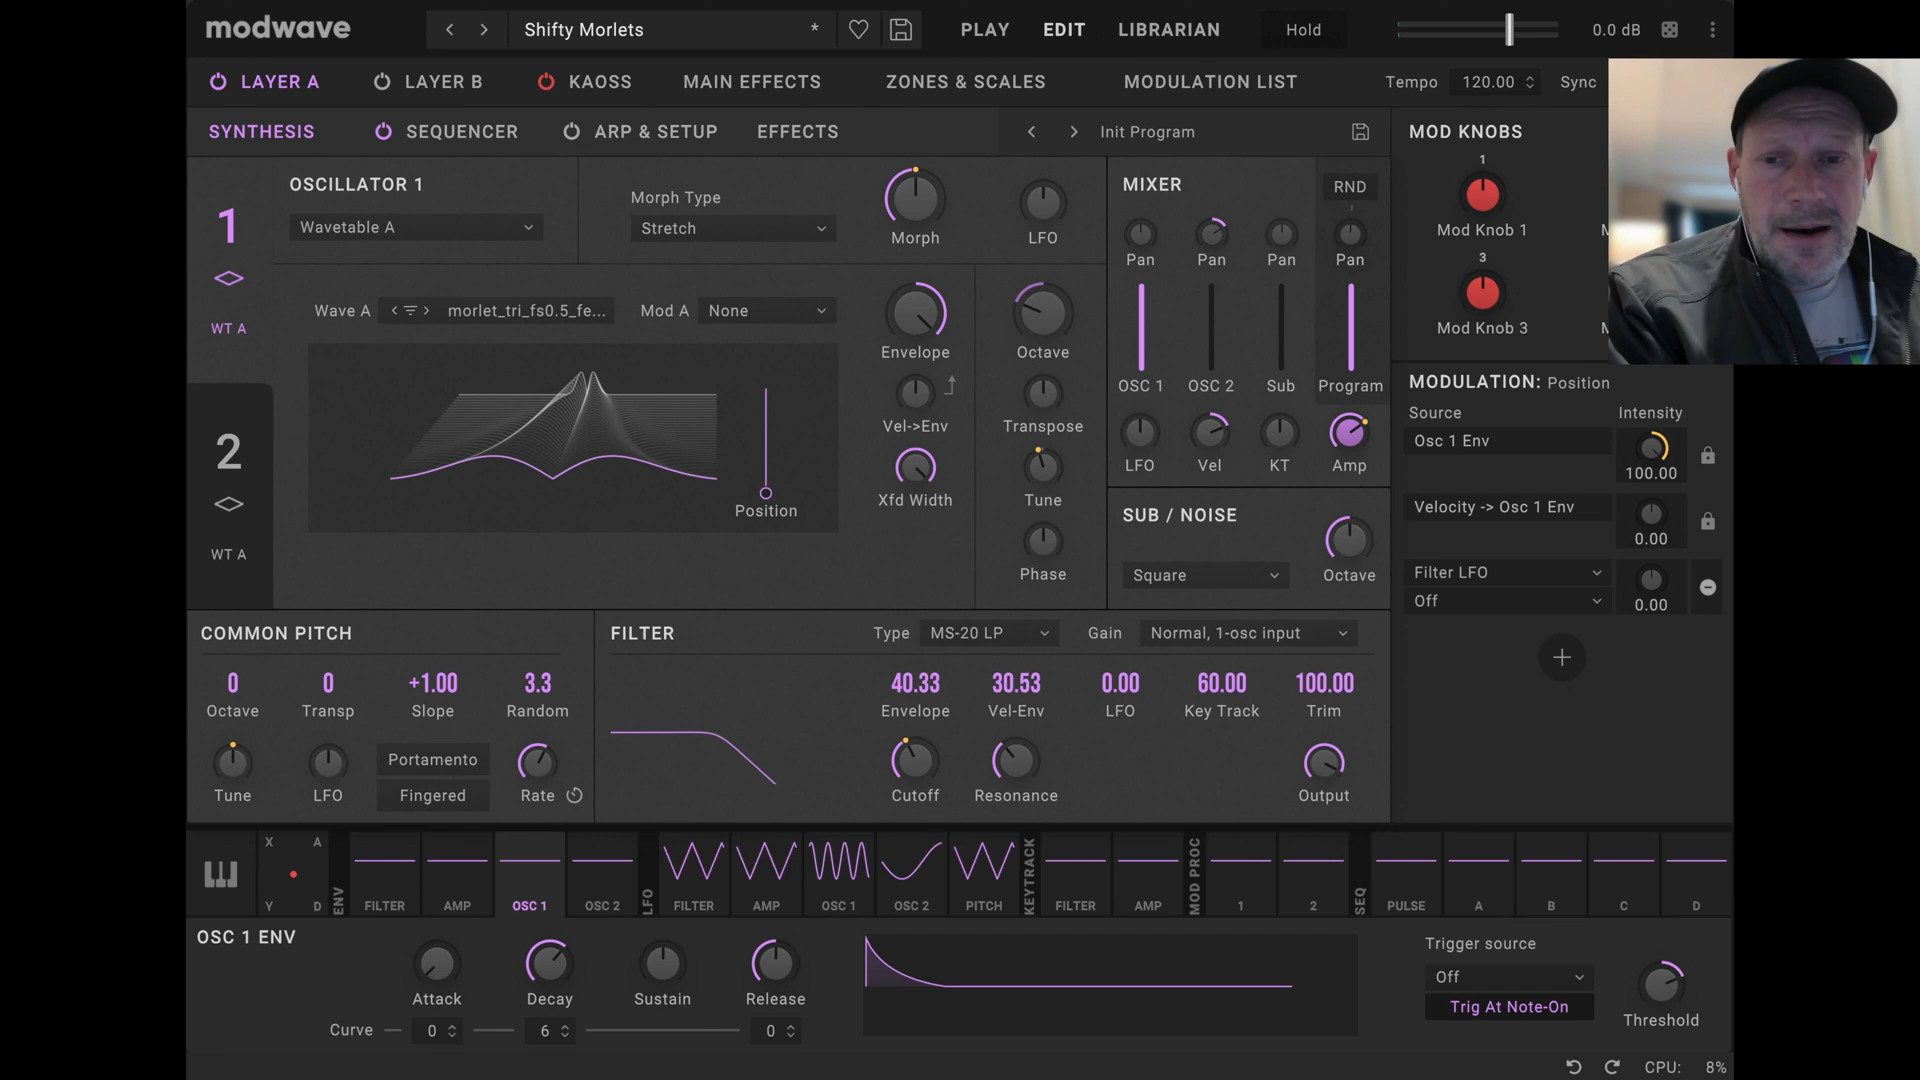 modwave
Shifty Morlets *
PLAY EDIT LIBRARIAN Hold 0.0 dB
LAYER A LAYER B KAOSS MAIN EFFECTS ZONES & SCALES MODULATION LIST Tempo 120.00 Sync
SYNTHESIS SEQUENCER ARP & SETUP EFFECTS Init Program MOD KNOBS
1
WT A
2
WT A
OSCILLATOR 1
Wavetable A
Morph Type
Stretch
Morph LFO
Wave A morlet_tri_fs0.5_fe... Mod A None
Position
Envelope Octave
Vel->Env Transpose
Xfd Width Tune
Phase
MIXER RND
Pan Pan Pan Pan
OSC 1 OSC 2 Sub Program
LFO Vel KT Amp
SUB / NOISE
Square Octave
1
Mod Knob 1
3
Mod Knob 3
MODULATION: Position
Source Intensity
Osc 1 Env 100.00
Velocity -> Osc 1 Env 0.00
Filter LFO
Off 0.00
COMMON PITCH
0 0 +1.00 3.3
Octave Transp Slope Random
Portamento
Fingered
Tune LFO Rate
FILTER Type MS-20 LP Gain Normal, 1-osc input
40.33 30.53 0.00 60.00 100.00
Envelope Vel-Env LFO Key Track Trim
Cutoff Resonance Output
X A
Y D
ENV FILTER AMP OSC 1 OSC 2
LFO FILTER AMP OSC 1 OSC 2 PITCH
KEYTRACK FILTER AMP
MOD PROC 1 2
SEQ PULSE A B C D
OSC 1 ENV
Attack Decay Sustain Release
Curve 0 6 0
Trigger source
Off
Trig At Note-On
Threshold
CPU: 8%